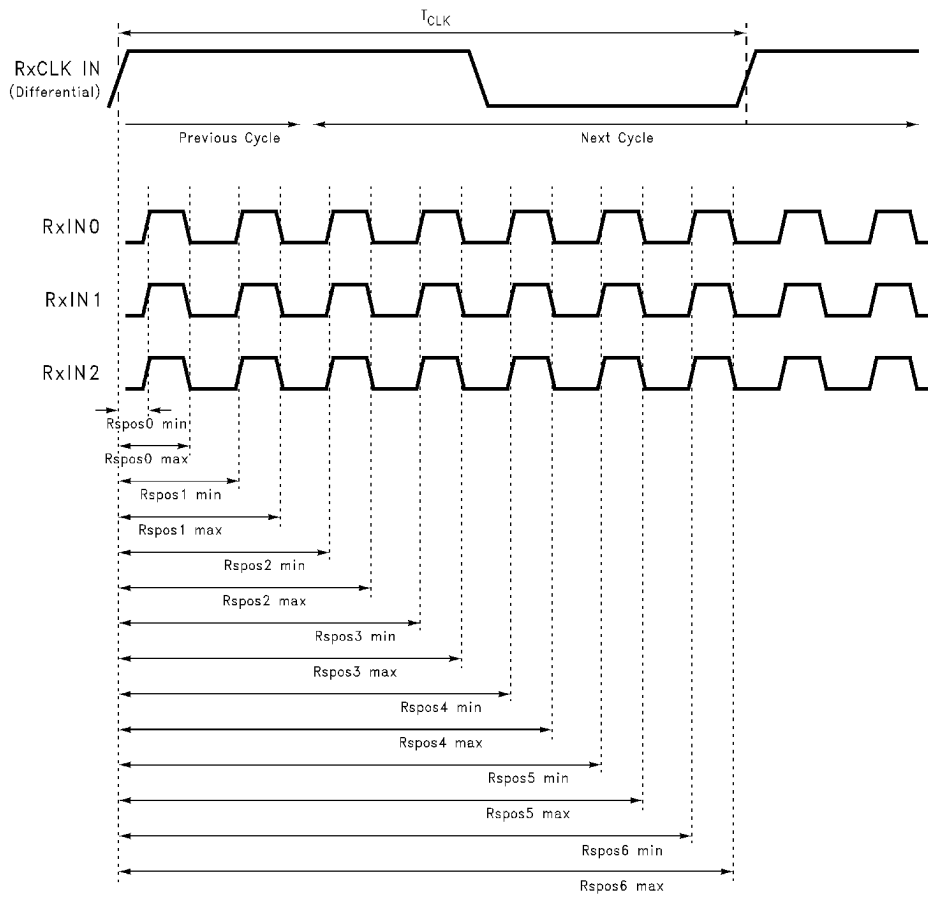 TCLK
RxCLK IN
(Differential)
Previous Cycle
Next Cycle
RxIN0
RxIN1
RxIN2
Rspos0 min
Rspos0 max
Rspos1 min
Rspos1 max
Rspos2 min
Rspos2 max
Rspos3 min
Rspos3 max
Rspos4 min
Rspos4 max
Rspos5 min
Rspos5 max
Rspos6 min
Rspos6 max